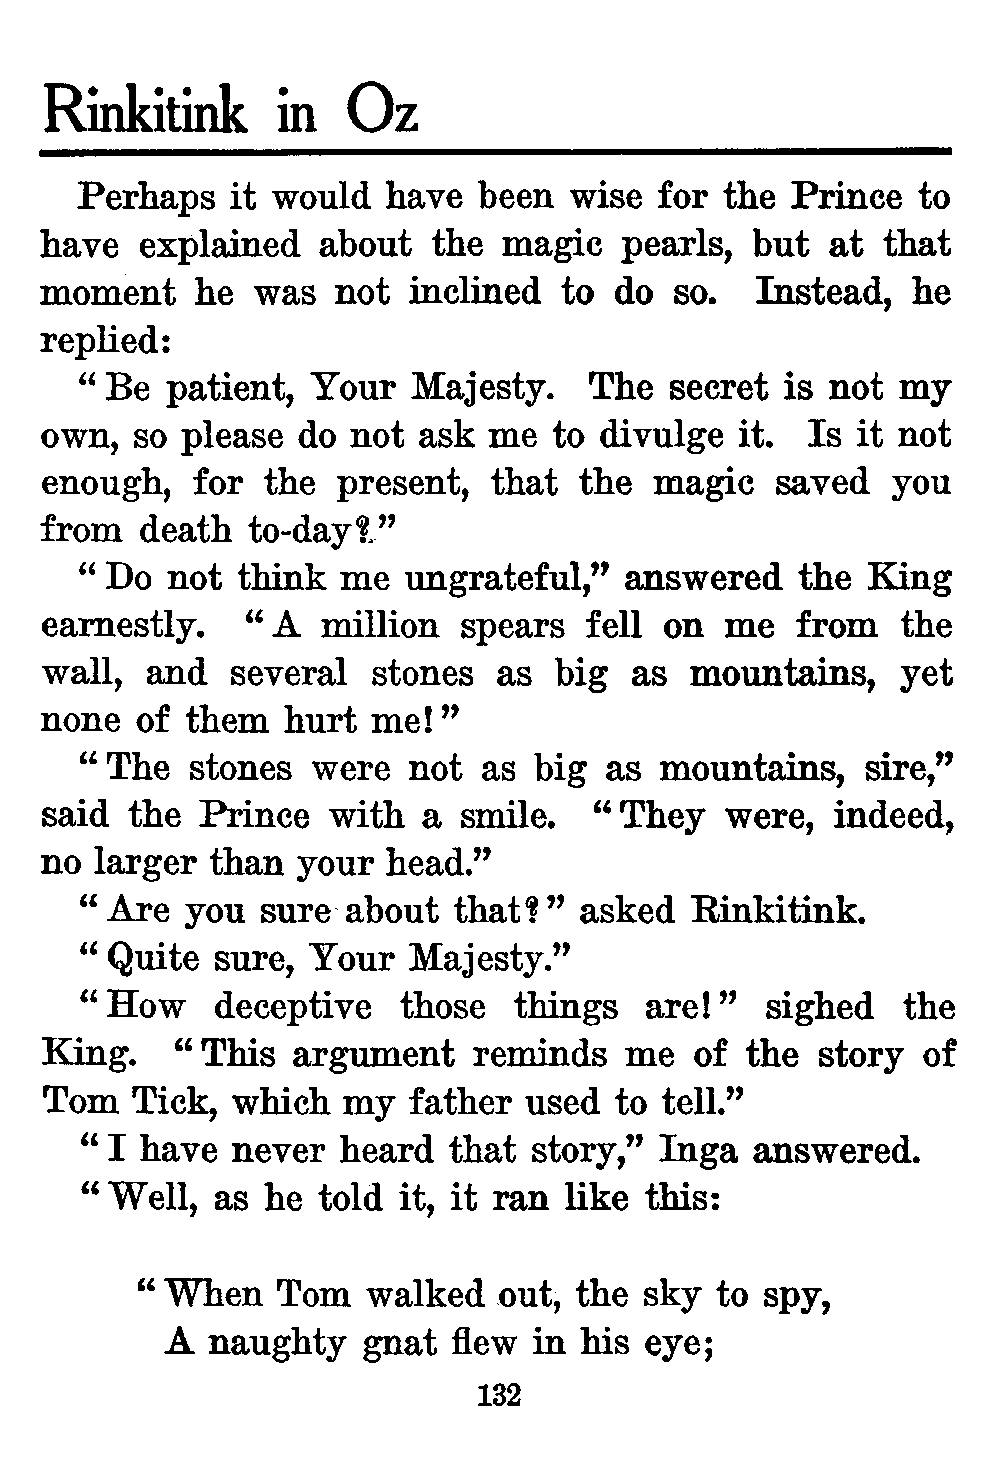 Rinkitink in Oz
Perhaps it would have been wise for the Prince to
have explained about the magic pearls, but at that
moment he was not inclined to do so. Instead, he
replied:
“Be patient, Your Majesty. The secret is not my
own, so please do not ask me to divulge it. Is it not
enough, for the present, that the magic saved you
from death to-day?”
“Do not think me ungrateful,” answered the King
earnestly. “A million spears fell on me from the
wall, and several stones as big as mountains, yet
none of them hurt me!”
“The stones were not as big as mountains, sire,”
said the Prince with a smile. “They were, indeed,
no larger than your head.”
“Are you sure about that?” asked Rinkitink.
“Quite sure, Your Majesty.”
“How deceptive those things are!” sighed the
King. “This argument reminds me of the story of
Tom Tick, which my father used to tell.”
“I have never heard that story,” Inga answered.
“Well, as he told it, it ran like this:
“When Tom walked out, the sky to spy,
A naughty gnat flew in his eye;
132